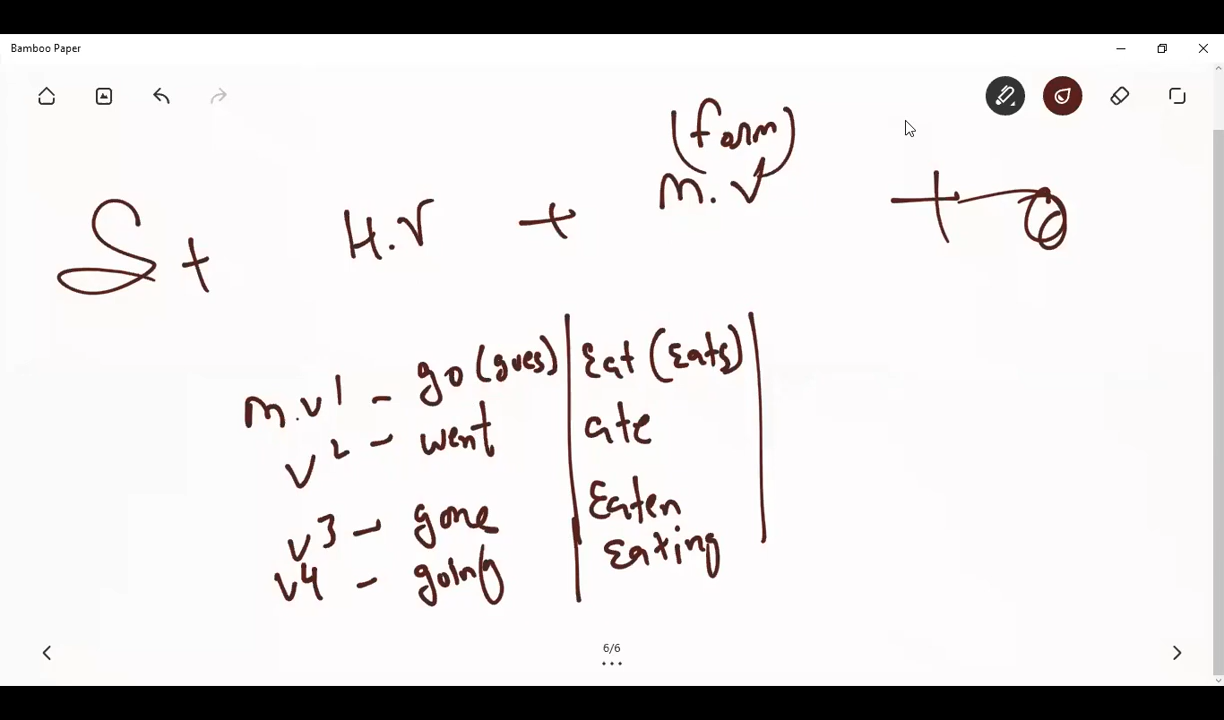 Bamboo Paper
(form)
S + H.V + M.V + O
m.v1 - go (goes) | Eat (Eats) |
v2 - went | ate
v3 - gone | Eaten
v4 - going | Eating
6/6